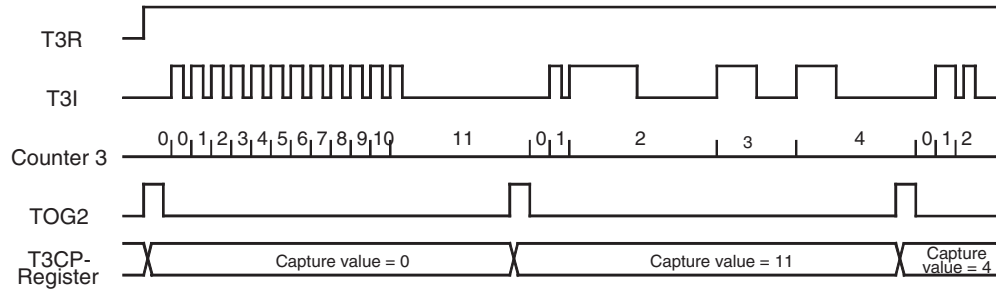 T3R
T3I
Counter 3 0 0 1 2 3 4 5 6 7 8 9 10 11 0 1 2 3 4 0 1 2
TOG2
T3CP-
Register
Capture value = 0
Capture value = 11
Capture
value = 4